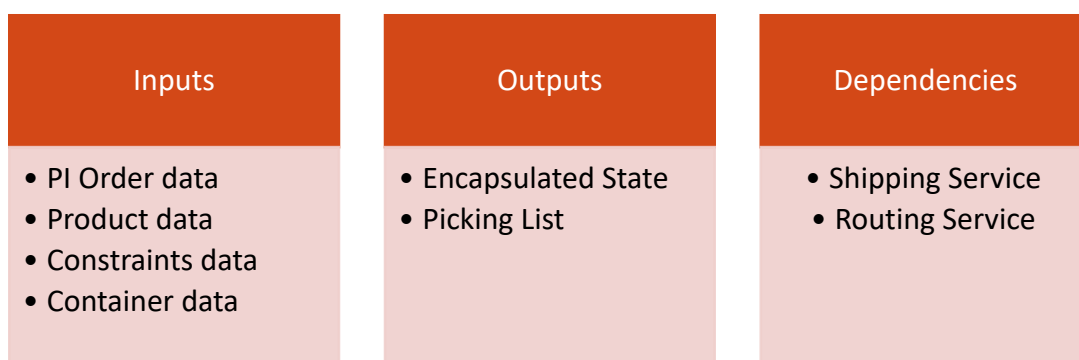 Inputs
• PI Order data
• Product data
• Constraints data
• Container data
Outputs
• Encapsulated State
• Picking List
Dependencies
• Shipping Service
• Routing Service